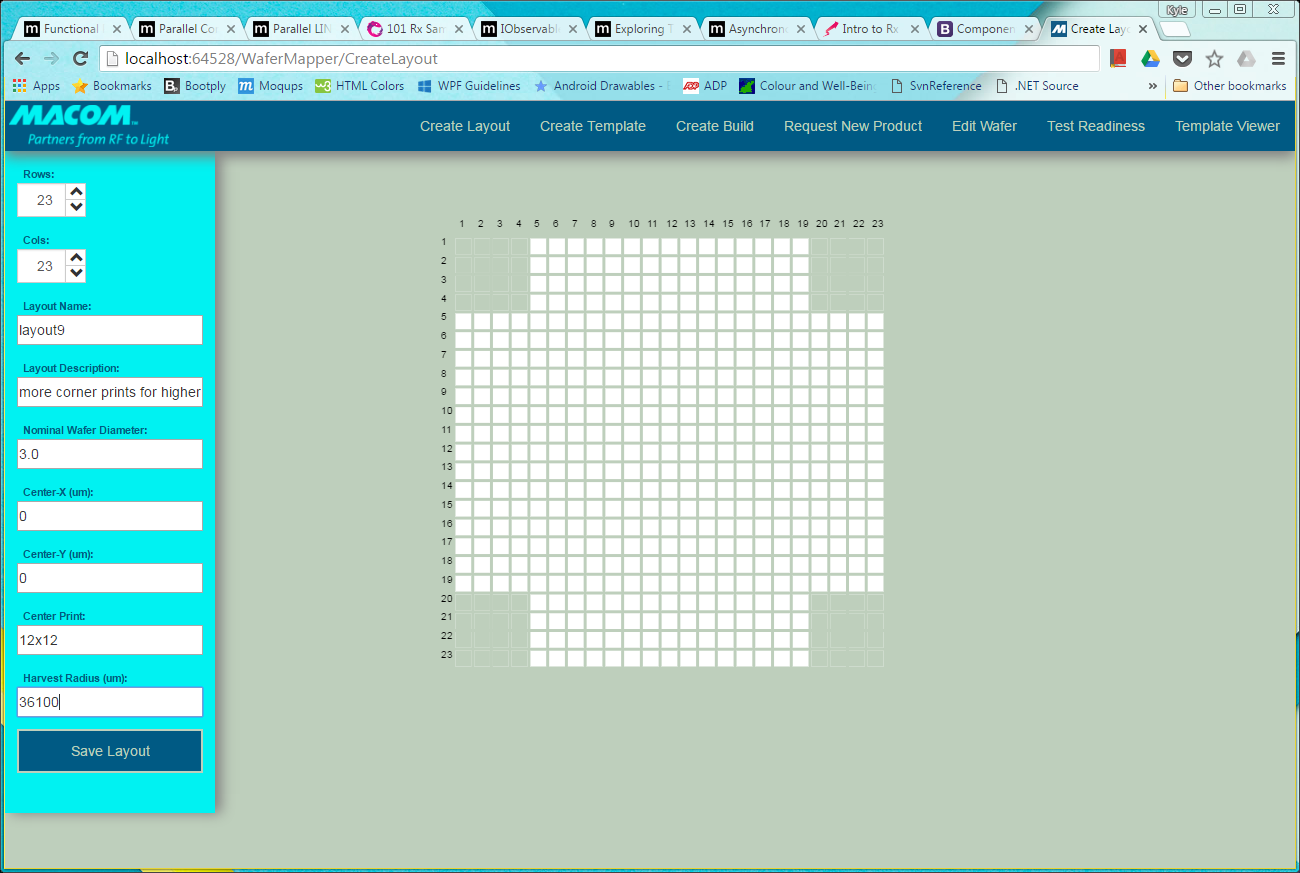 Kyle
Functional
Parallel Co
Parallel LIN
101 Rx Sam
IObservabl
Exploring T
Asynchron
Intro to Rx
Componen
Create Layo
localhost:64528/WaferMapper/CreateLayout
Apps Bookmarks Bootply Moqups HTML Colors WPF Guidelines Android Drawables - ADP Colour and Well-Bein SvnReference .NET Source » Other bookmarks
MACOM™
Partners from RF to Light
Create Layout Create Template Create Build Request New Product Edit Wafer Test Readiness Template Viewer
Rows:
23
Cols:
23
Layout Name:
layout9
Layout Description:
more corner prints for higher
Nominal Wafer Diameter:
3.0
Center-X (um):
0
Center-Y (um):
0
Center Print:
12x12
Harvest Radius (um):
36100
Save Layout
1 2 3 4 5 6 7 8 9 10 11 12 13 14 15 16 17 18 19 20 21 22 23
1
2
3
4
5
6
7
8
9
10
11
12
13
14
15
16
17
18
19
20
21
22
23